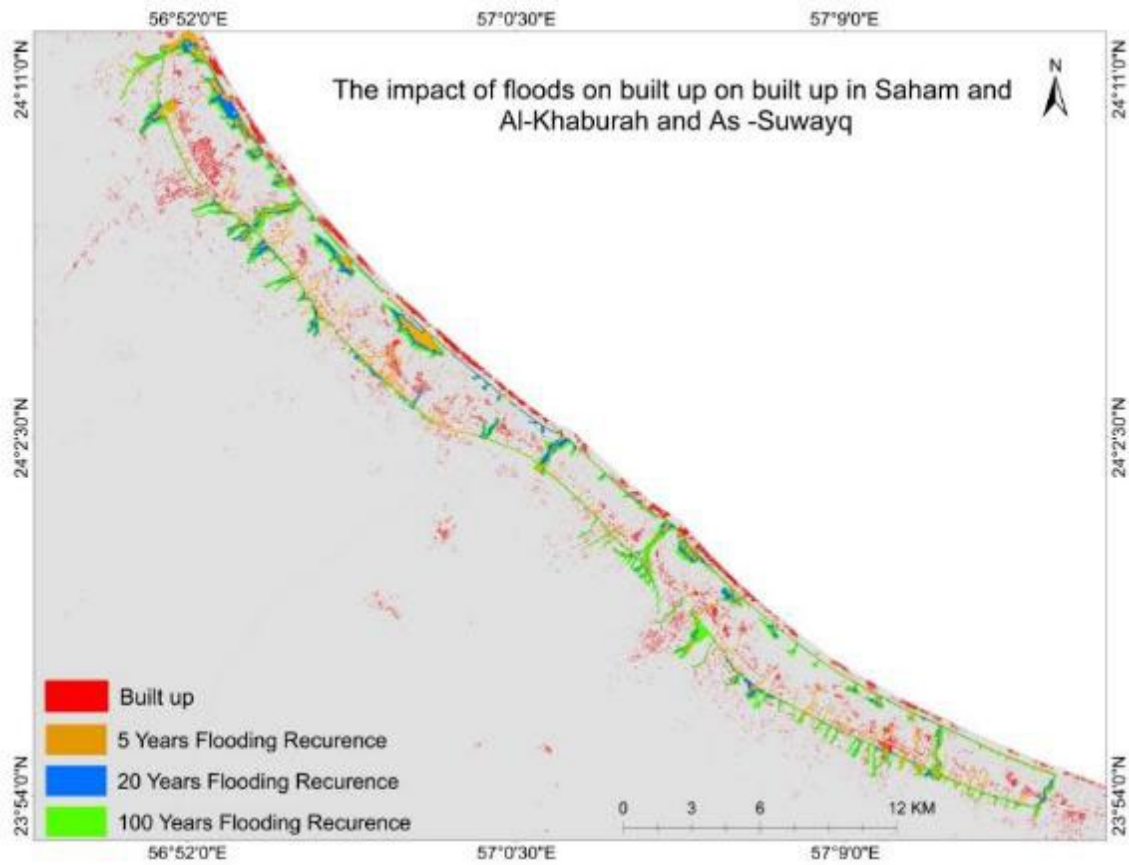 56°52'0"E 57°0'30"E 57°9'0"E
24°11'0"N
24°11'0"N
The impact of floods on built up on built up in Saham and
Al-Khaburah and As -Suwayq
N
24°2'30"N
24°2'30"N
23°54'0"N
23°54'0"N
Built up
5 Years Flooding Recurence
20 Years Flooding Recurence
100 Years Flooding Recurence
0 3 6 12 KM
56°52'0"E 57°0'30"E 57°9'0"E